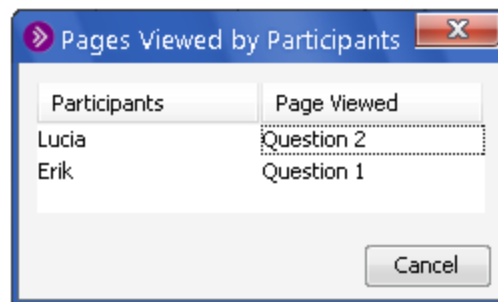 Pages Viewed by Participants
Participants Page Viewed
Lucia Question 2
Erik Question 1
Cancel